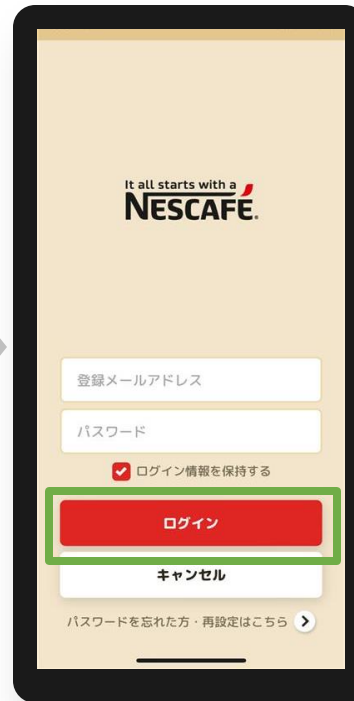 It all starts with a
NESCAFÉ.
登録メールアドレス
パスワード
ログイン情報を保持する
ログイン
キャンセル
パスワードを忘れた方・再設定はこちら